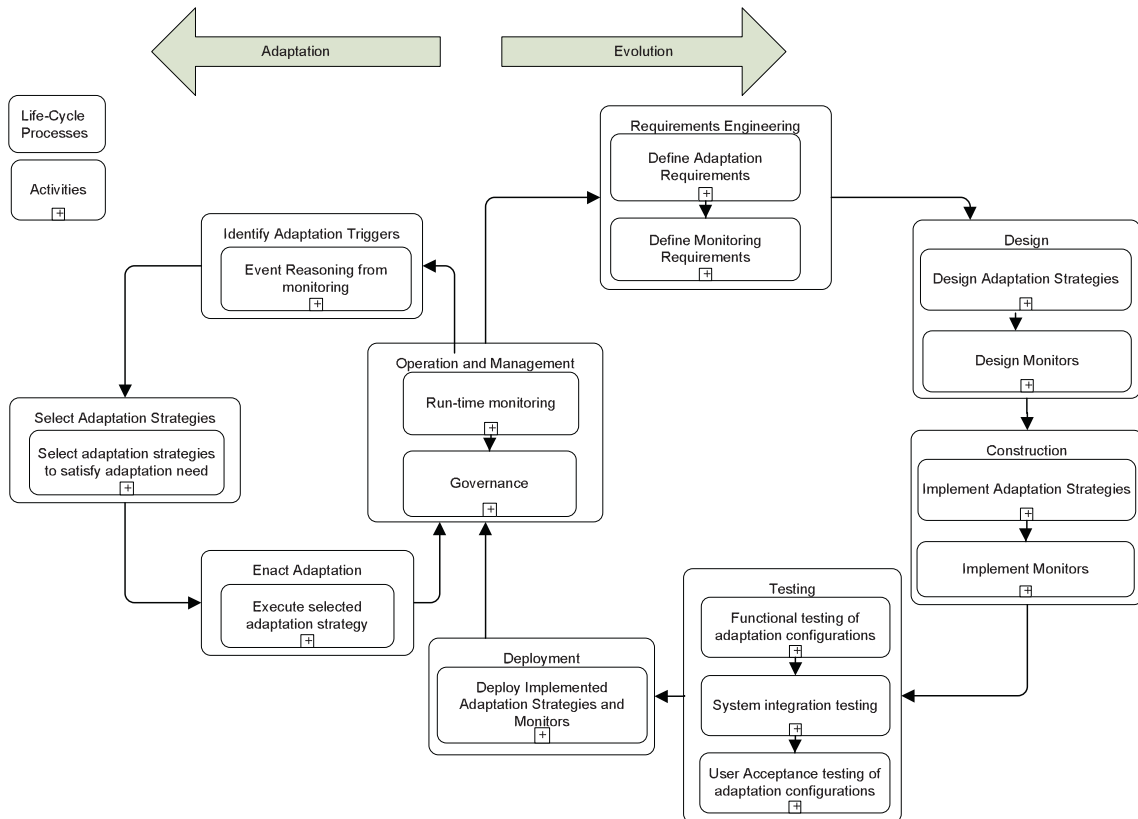 Adaptation
Evolution
Life-Cycle
Processes
Activities
Requirements Engineering
Define Adaptation
Requirements
Define Monitoring
Requirements
Design
Design Adaptation Strategies
Design Monitors
Identify Adaptation Triggers
Event Reasoning from
monitoring
Operation and Management
Run-time monitoring
Governance
Select Adaptation Strategies
Select adaptation strategies
to satisfy adaptation need
Construction
Implement Adaptation Strategies
Implement Monitors
Enact Adaptation
Execute selected
adaptation strategy
Testing
Functional testing of
adaptation configurations
System integration testing
User Acceptance testing of
adaptation configurations
Deployment
Deploy Implemented
Adaptation Strategies and
Monitors